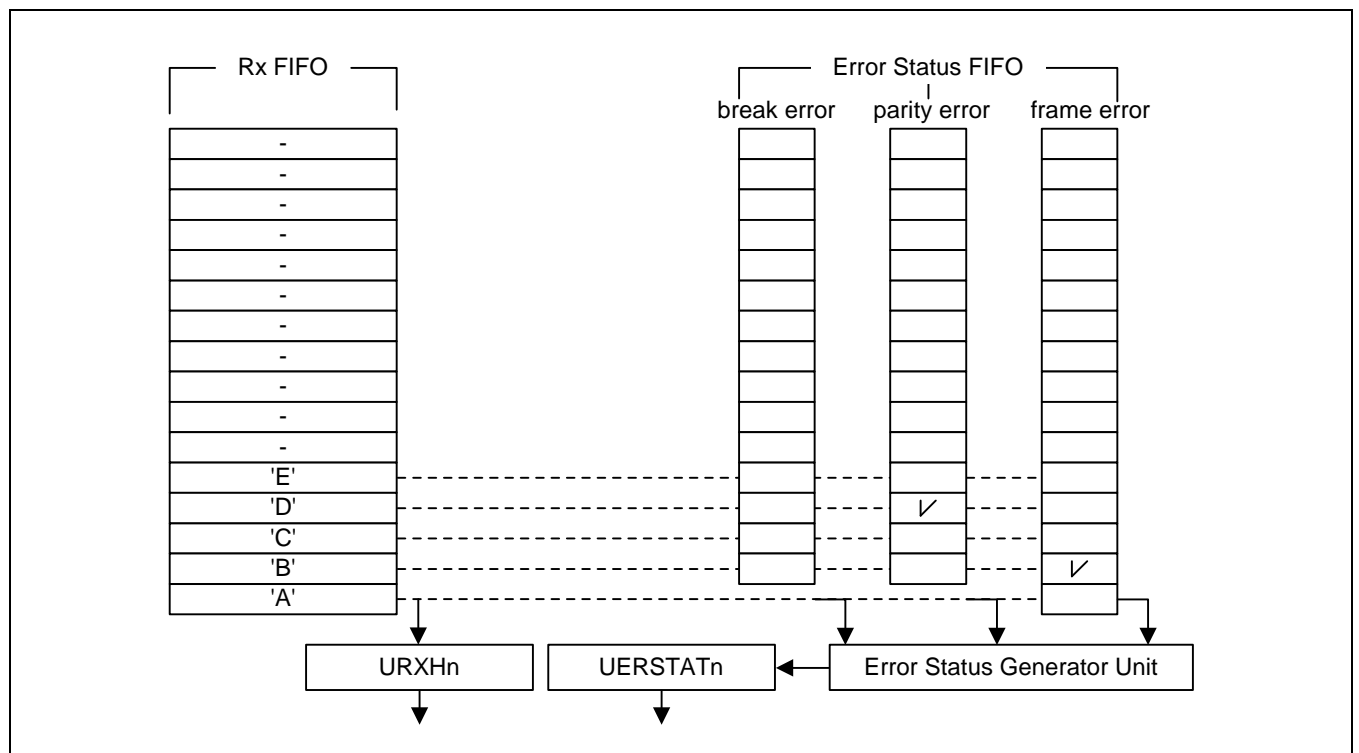 Rx FIFO
Error Status FIFO
break error parity error frame error
-
-
-
-
-
-
-
-
-
-
-
'E'
'D'
'C'
'B'
'A'
URXHn UERSTATn Error Status Generator Unit